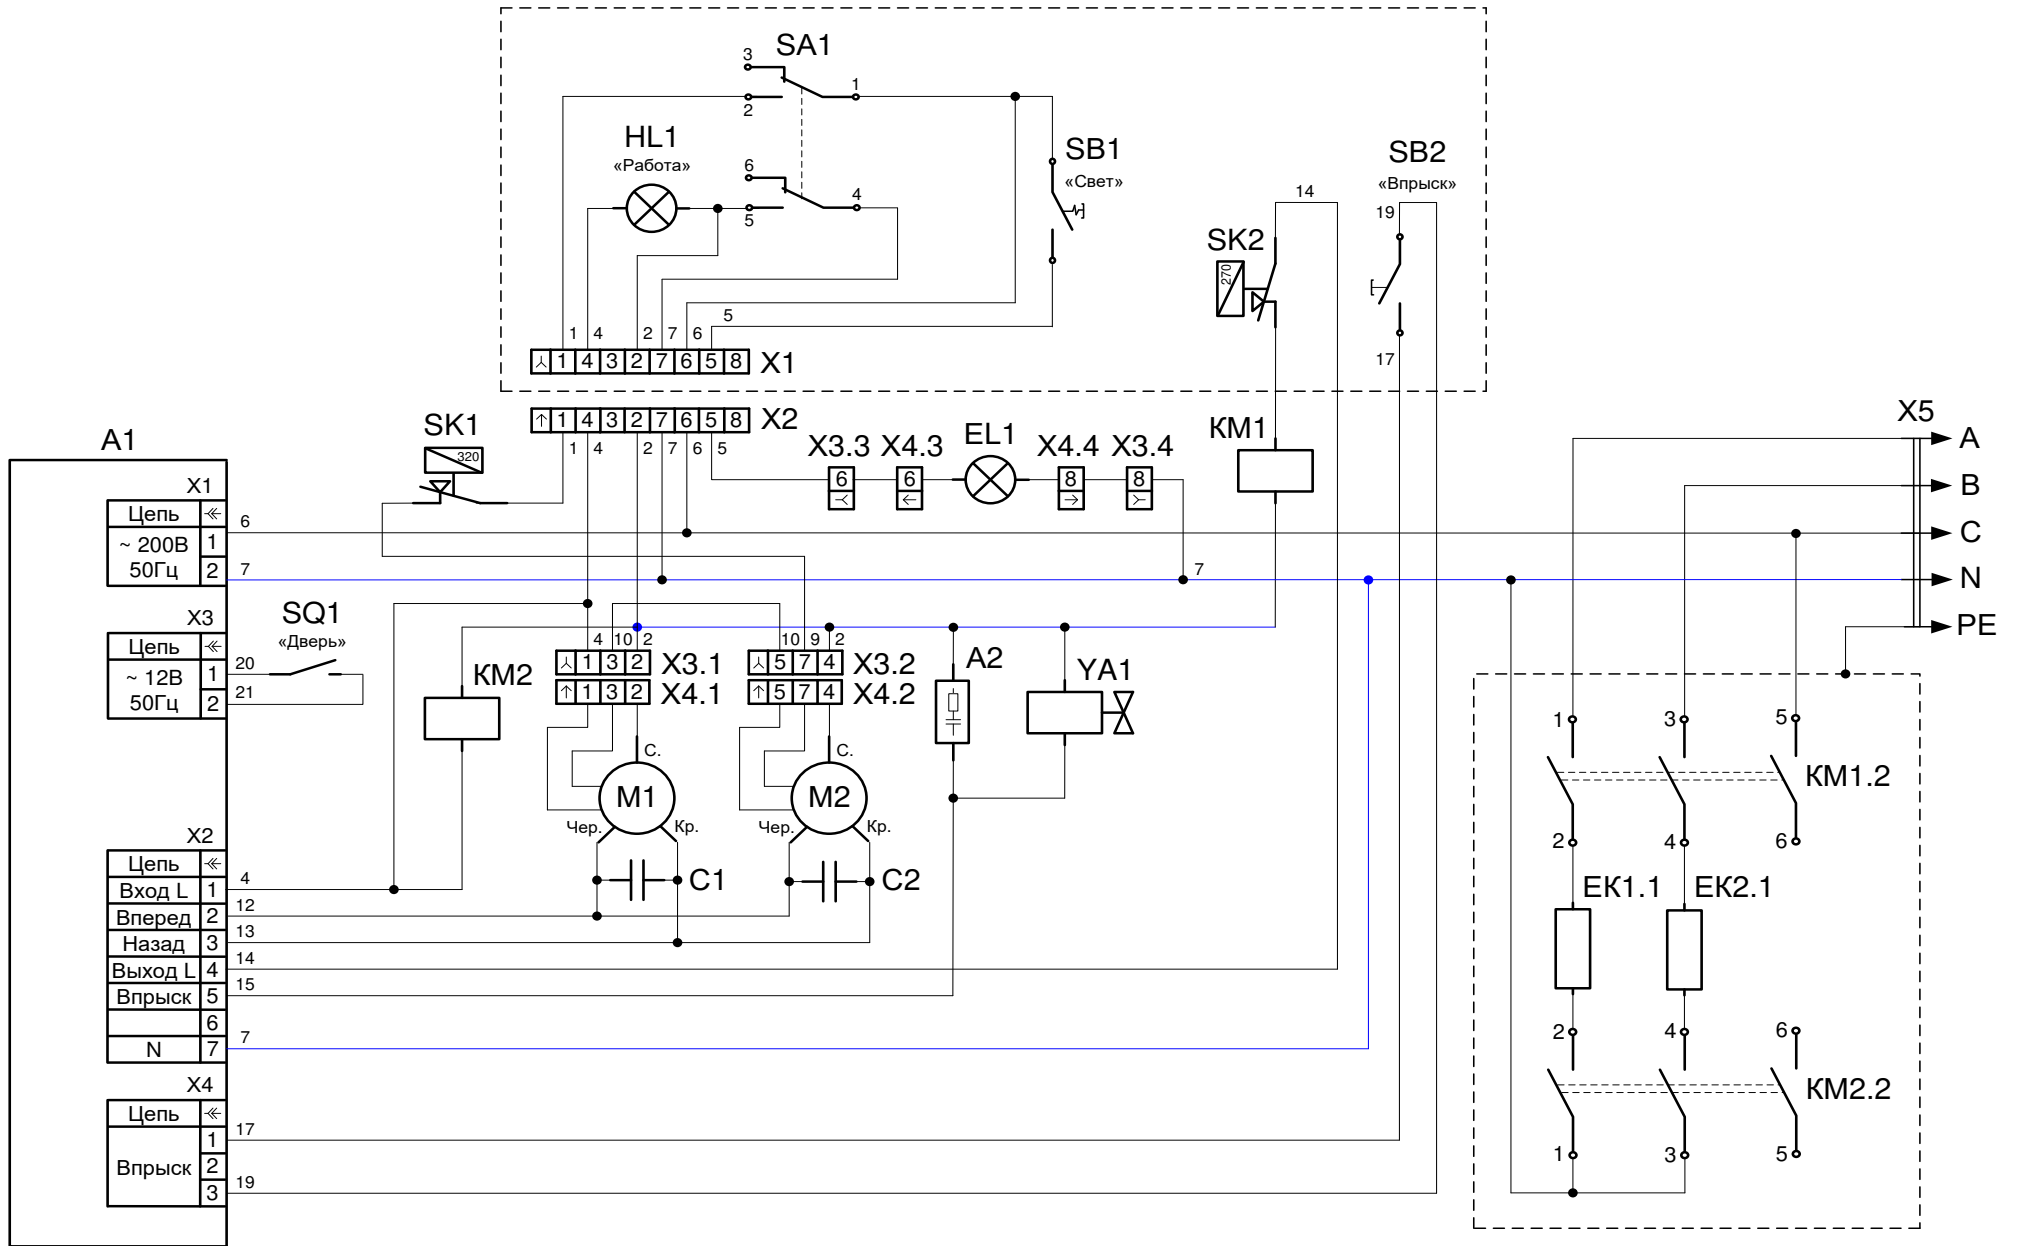 SA1
3
1
2
HL1
«Работа»
6
4
5
SB1
«Свет»
SB2
«Впрыск»
14
19
SK2
270
17
5
1 4 2 7 6
1 4 3 2 7 6 5 8 X1
1 4 3 2 7 6 5 8 X2
1 4 2 7 6 5
SK1
320
X3.3 X4.3 EL1 X4.4 X3.4
6 6 8 8
КМ1
X5
A
B
C
N
PE
A1
X1
Цепь
~ 200В 1
50Гц 2
6
7
7
X3
Цепь
~ 12В 1
50Гц 2
20
21
SQ1
«Дверь»
КМ2
4 10 2
1 3 2 X3.1
1 3 2 X4.1
10 9 2
5 7 4 X3.2
5 7 4 X4.2
A2
YA1
С.
М1
Чер. Кр.
C1
С.
М2
Чер. Кр.
C2
X2
Цепь
Вход L 1 4
Вперед 2 12
Назад 3 13
Выход L 4 14
Впрыск 5 15
6
N 7 7
X4
Цепь
1 17
Впрыск 2
3 19
1 3 5
КМ1.2
2 4 6
ЕК1.1 ЕК2.1
2 4 6
КМ2.2
1 3 5